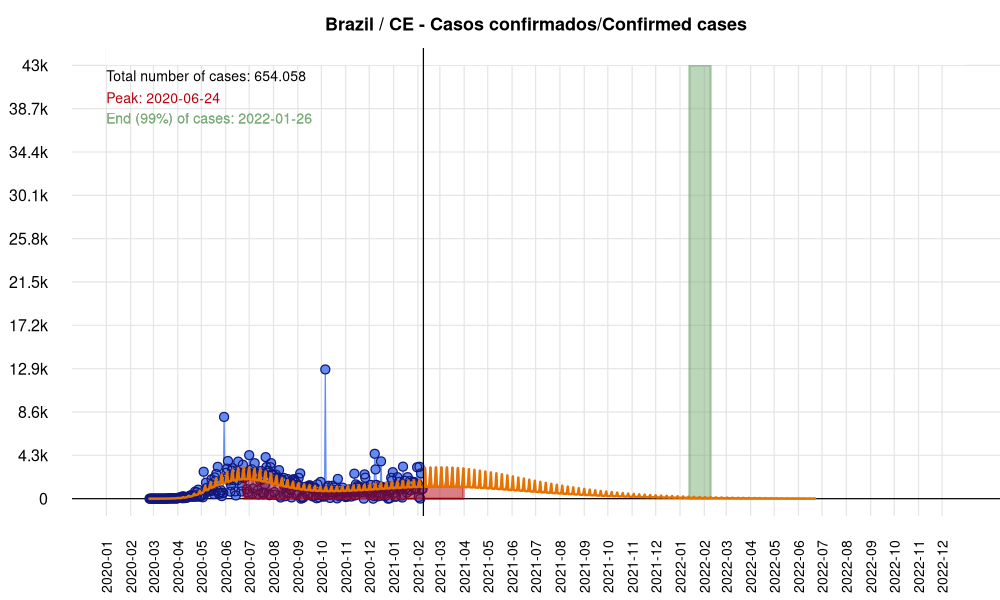 Brazil / CE - Casos confirmados/Confirmed cases
Total number of cases: 654.058
Peak: 2020-06-24
End (99%) of cases: 2022-01-26
43k
38.7k
34.4k
30.1k
25.8k
21.5k
17.2k
12.9k
8.6k
4.3k
0
2020-01
2020-02
2020-03
2020-04
2020-05
2020-06
2020-07
2020-08
2020-09
2020-10
2020-11
2020-12
2021-01
2021-02
2021-03
2021-04
2021-05
2021-06
2021-07
2021-08
2021-09
2021-10
2021-11
2021-12
2022-01
2022-02
2022-03
2022-04
2022-05
2022-06
2022-07
2022-08
2022-09
2022-10
2022-11
2022-12